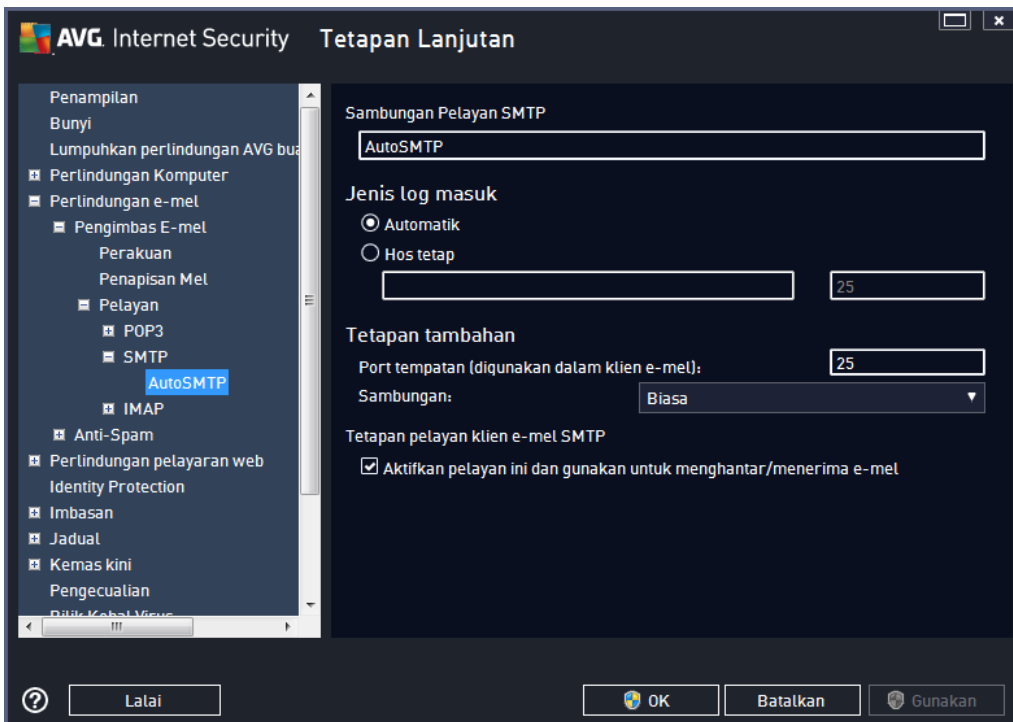 AVG. Internet Security Tetapan Lanjutan
Penampilan
Bunyi
Lumpuhkan perlindungan AVG bua
Perlindungan Komputer
Perlindungan e-mel
Pengimbas E-mel
Perakuan
Penapisan Mel
Pelayan
POP3
SMTP
AutoSMTP
IMAP
Anti-Spam
Perlindungan pelayaran web
Identity Protection
Imbasan
Jadual
Kemas kini
Pengecualian
Bilik Kebal Virus
Sambungan Pelayan SMTP
AutoSMTP
Jenis log masuk
Automatik
Hos tetap
25
Tetapan tambahan
Port tempatan (digunakan dalam klien e-mel): 25
Sambungan: Biasa
Tetapan pelayan klien e-mel SMTP
Aktifkan pelayan ini dan gunakan untuk menghantar/menerima e-mel
Lalai
OK
Batalkan
Gunakan